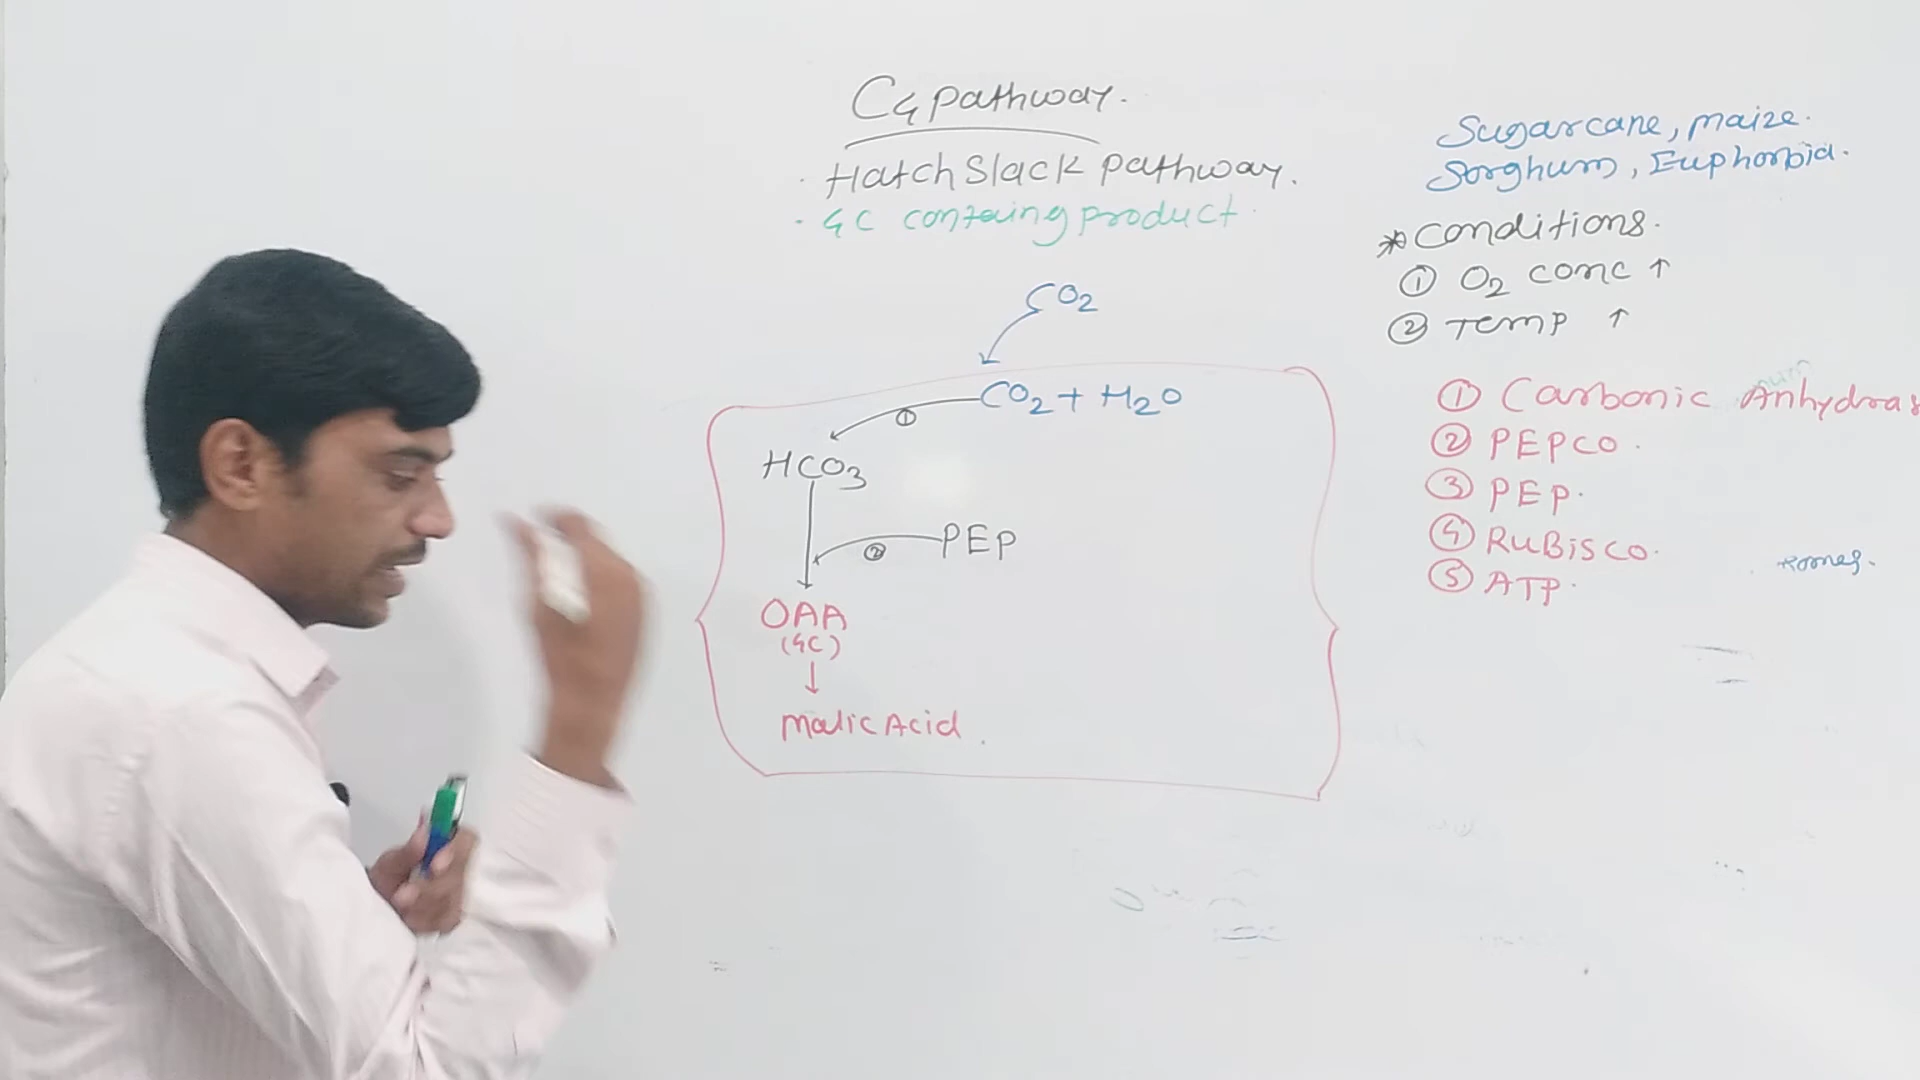 C4 pathway.
· Hatch Slack pathway.
· 4C containg product
CO2
CO2 + H2O
①
HCO3
PEP
②
OAA
(4C)
Malic Acid
Sugarcane, maize.
Sorghum, Euphorbia.
* Conditions.
① O2 conc ↑
② Temp ↑
① Carbonic Anhydras
② PEPCO.
③ PEP.
④ RuBisCO.
⑤ ATP.